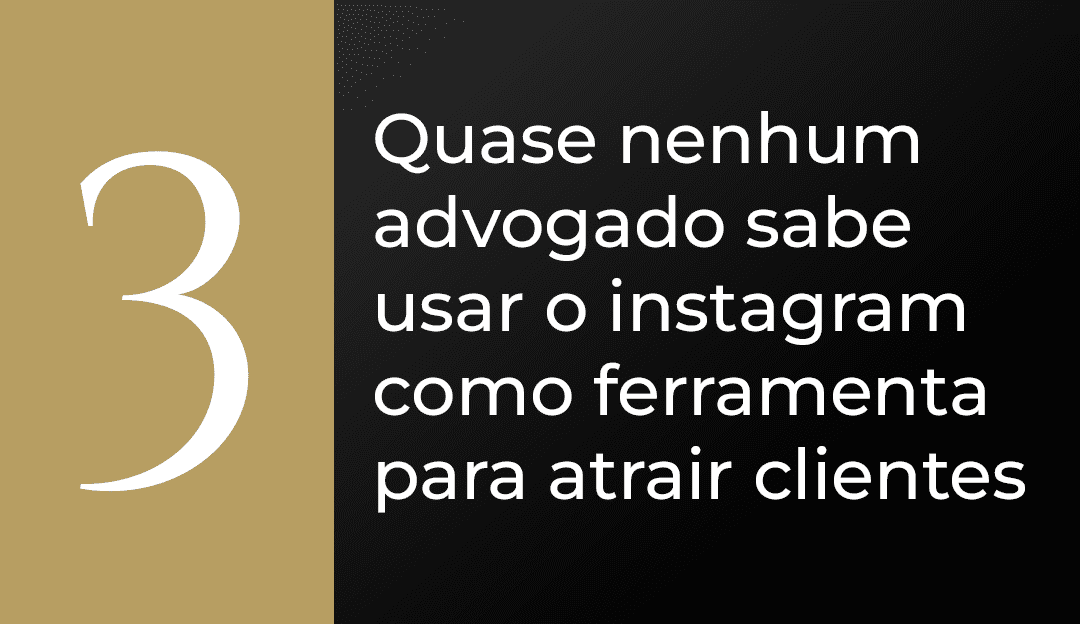 3
Quase nenhum
advogado sabe
usar o instagram
como ferramenta
para atrair clientes